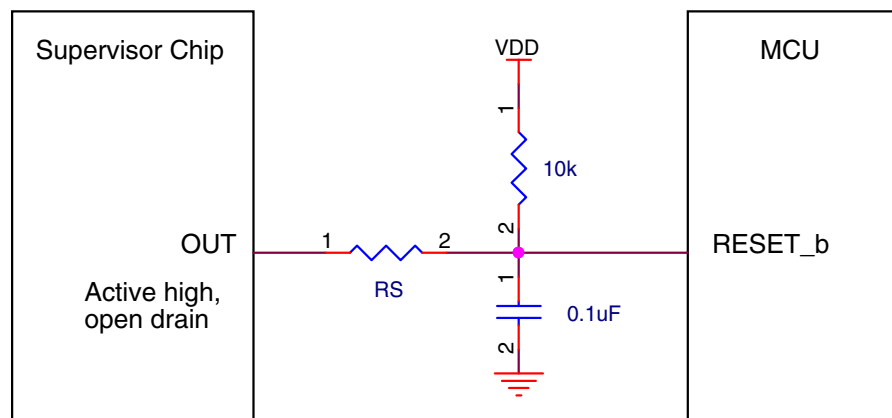 Supervisor Chip
VDD
MCU
1
10k
2
OUT
1
2
RESET_b
RS
1
Active high,
open drain
0.1uF
2